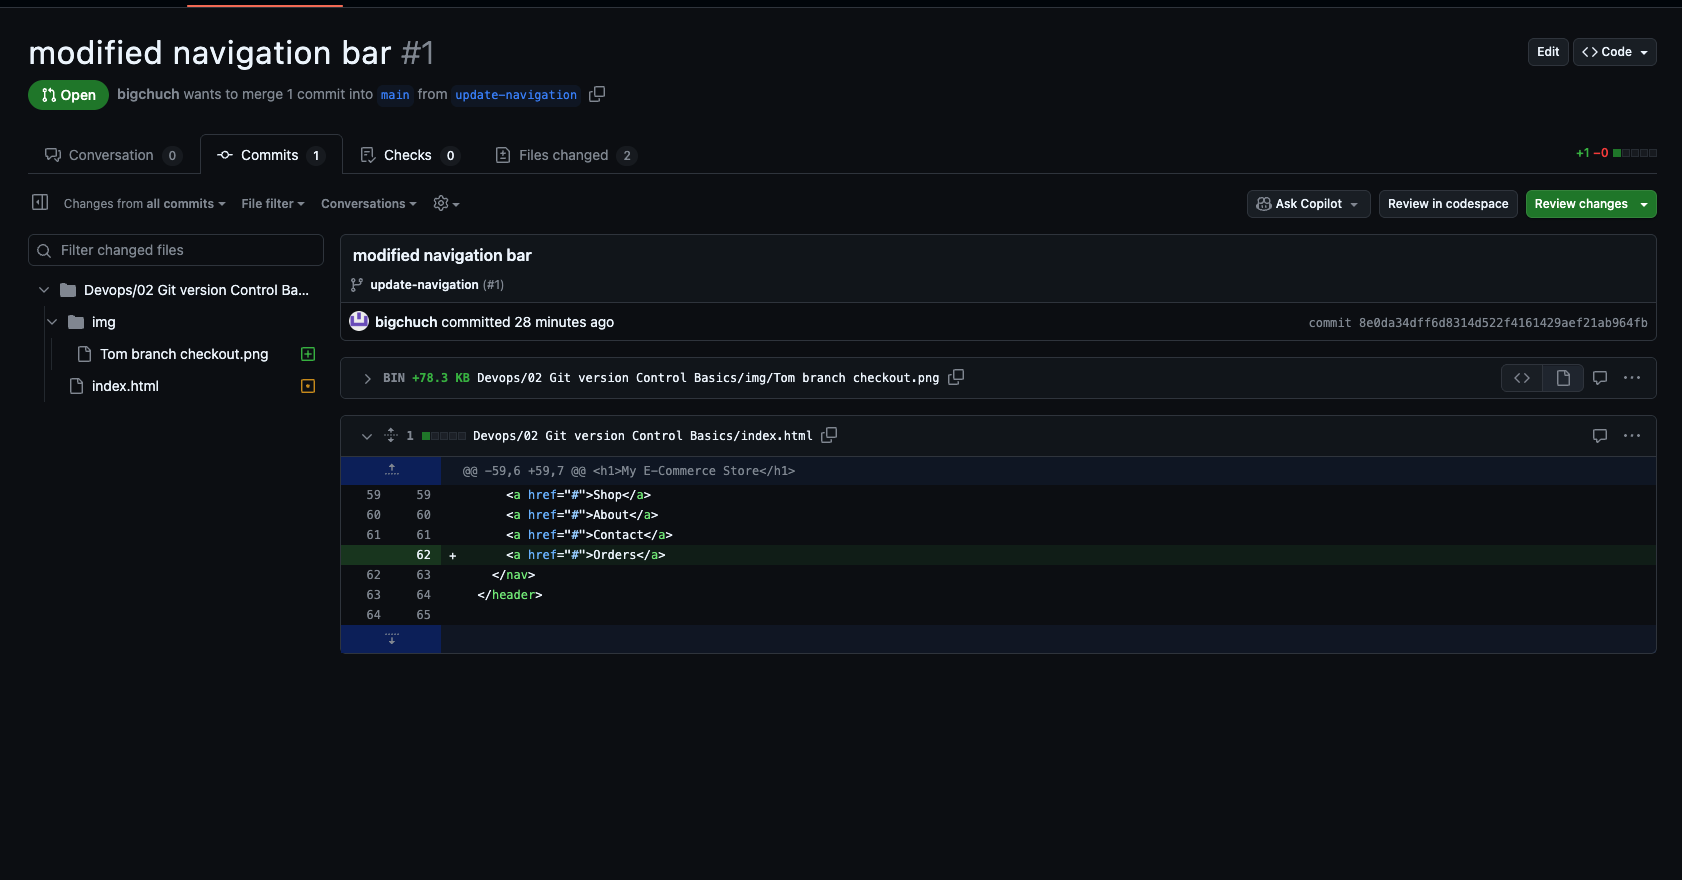 modified navigation bar #1
Edit
<> Code
Open
bigchuch wants to merge 1 commit into main from update-navigation
Conversation 0
Commits 1
Checks 0
Files changed 2
+1 −0
Changes from all commits
File filter
Conversations
Ask Copilot
Review in codespace
Review changes
Filter changed files
Devops/02 Git version Control Ba...
img
Tom branch checkout.png
index.html
modified navigation bar
update-navigation (#1)
bigchuch committed 28 minutes ago
commit 8e0da34dff6d8314d522f4161429aef21ab964fb
BIN +78.3 KB Devops/02 Git version Control Basics/img/Tom branch checkout.png
1 Devops/02 Git version Control Basics/index.html
@@ -59,6 +59,7 @@ <h1>My E-Commerce Store</h1>
59 59 <a href="#">Shop</a>
60 60 <a href="#">About</a>
61 61 <a href="#">Contact</a>
62 + <a href="#">Orders</a>
62 63 </nav>
63 64 </header>
64 65